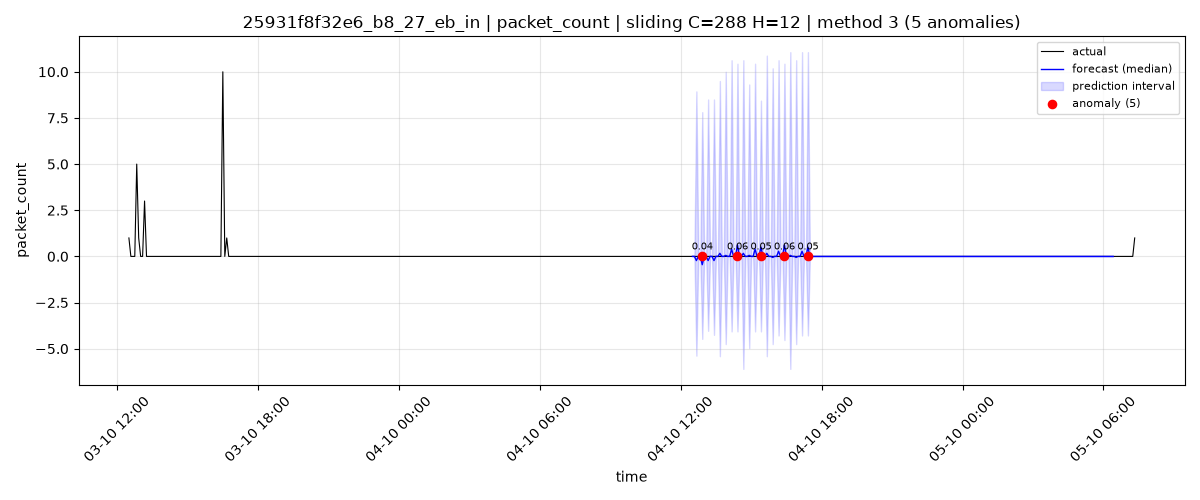 25931f8f32e6_b8_27_eb_in | packet_count | sliding C=288 H=12 | method 3 (5 anomalies)
actual
forecast (median)
prediction interval
anomaly (5)
packet_count
10.0
7.5
5.0
2.5
0.0
−2.5
−5.0
0.04 0.06 0.05 0.06 0.05
03-10 12:00 03-10 18:00 04-10 00:00 04-10 06:00 04-10 12:00 04-10 18:00 05-10 00:00 05-10 06:00
time